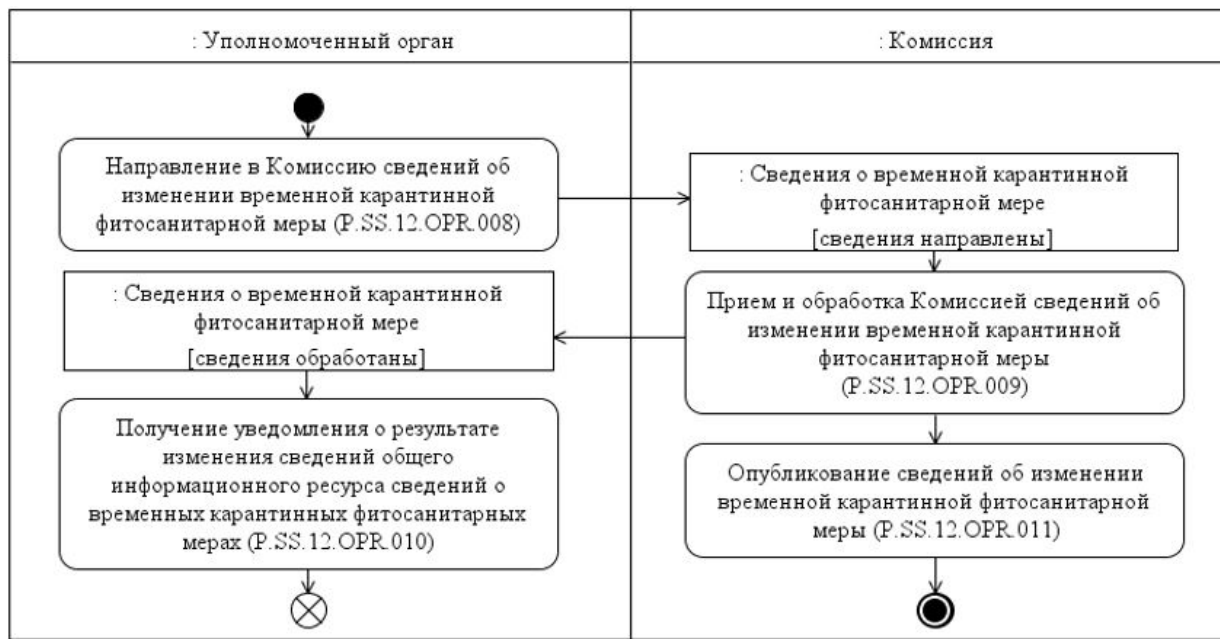 : Уполномоченный орган
: Комиссия
Направление в Комиссию сведений об
изменении временной карантинной
фитосанитарной меры (P.SS.12.OPR.008)
: Сведения о временной карантинной
фитосанитарной мере
[сведения направлены]
: Сведения о временной карантинной
фитосанитарной мере
[сведения обработаны]
Прием и обработка Комиссией сведений об
изменении временной карантинной
фитосанитарной меры
(P.SS.12.OPR.009)
Получение уведомления о результате
изменения сведений общего
информационного ресурса сведений о
временных карантинных фитосанитарных
мерах (P.SS.12.OPR.010)
Опубликование сведений об изменении
временной карантинной фитосанитарной
меры (P.SS.12.OPR.011)